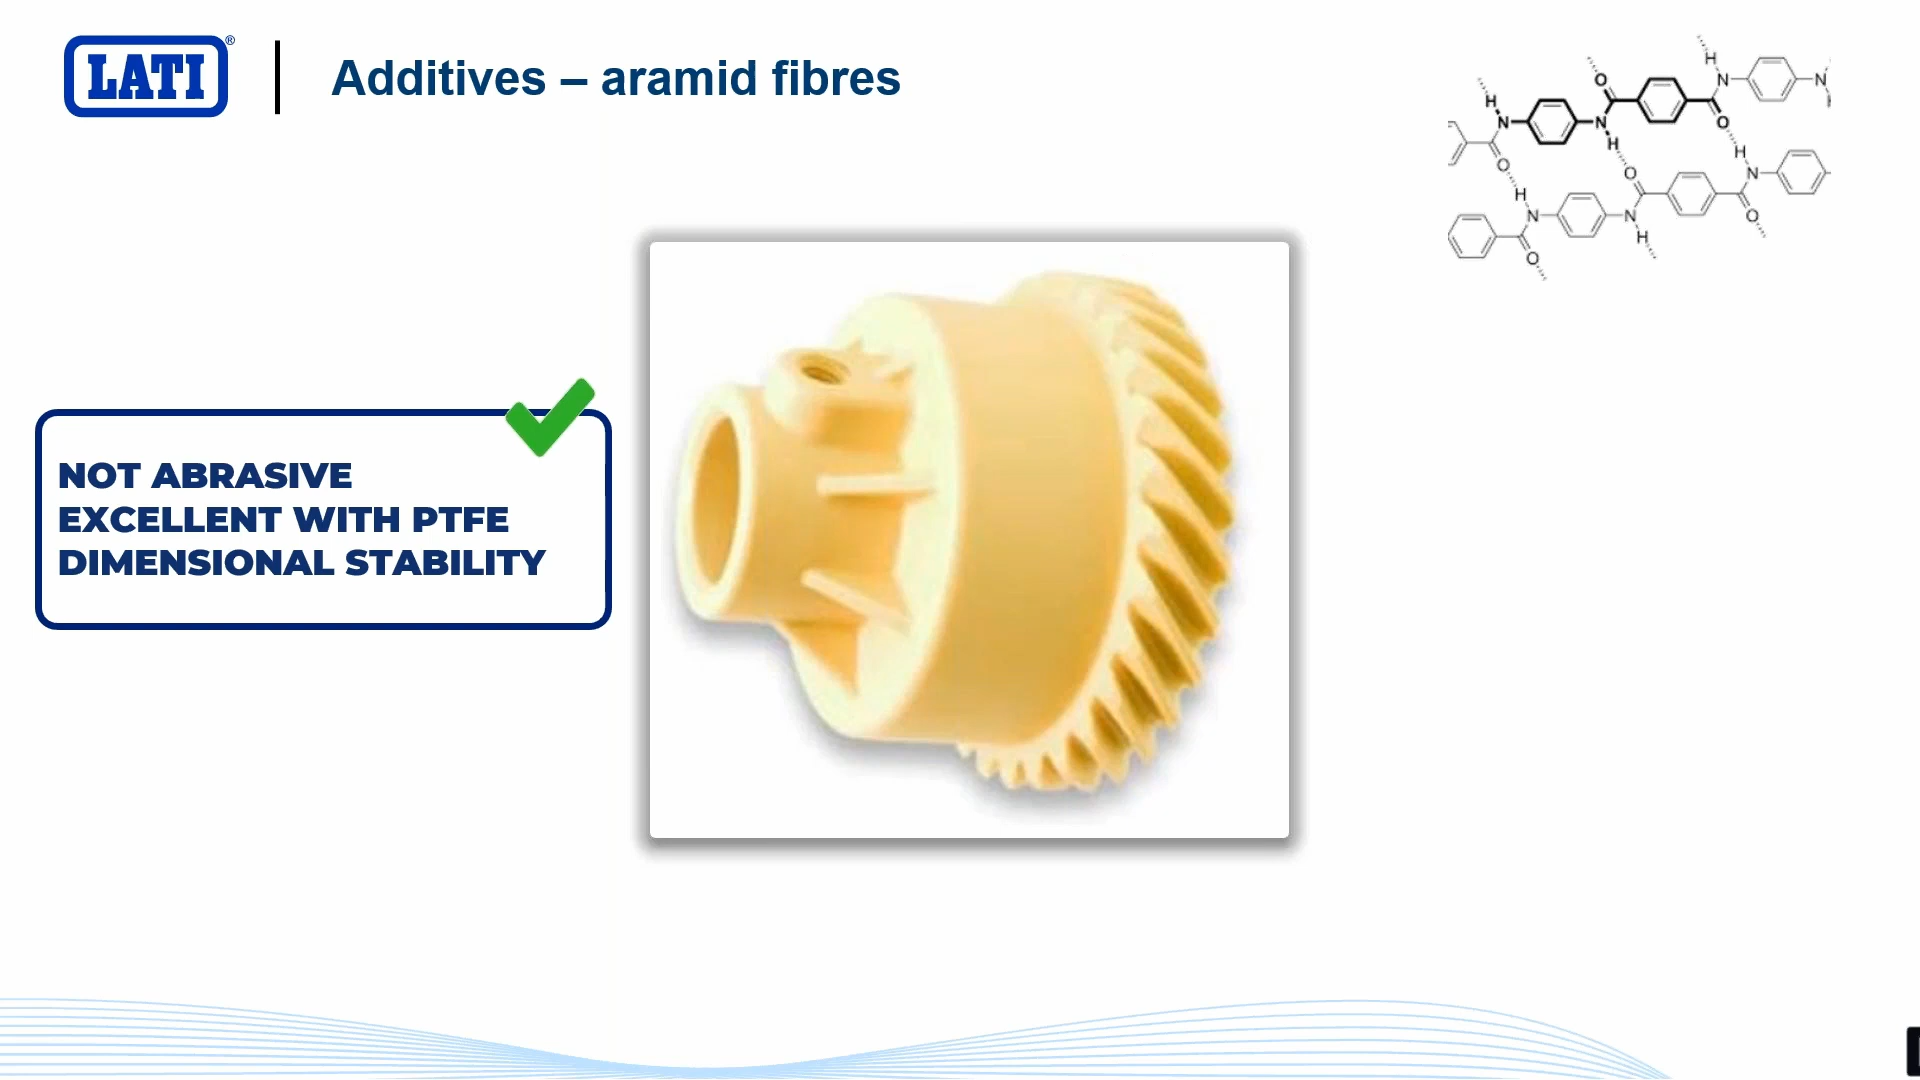 LATI®
Additives – aramid fibres
NOT ABRASIVE
EXCELLENT WITH PTFE
DIMENSIONAL STABILITY